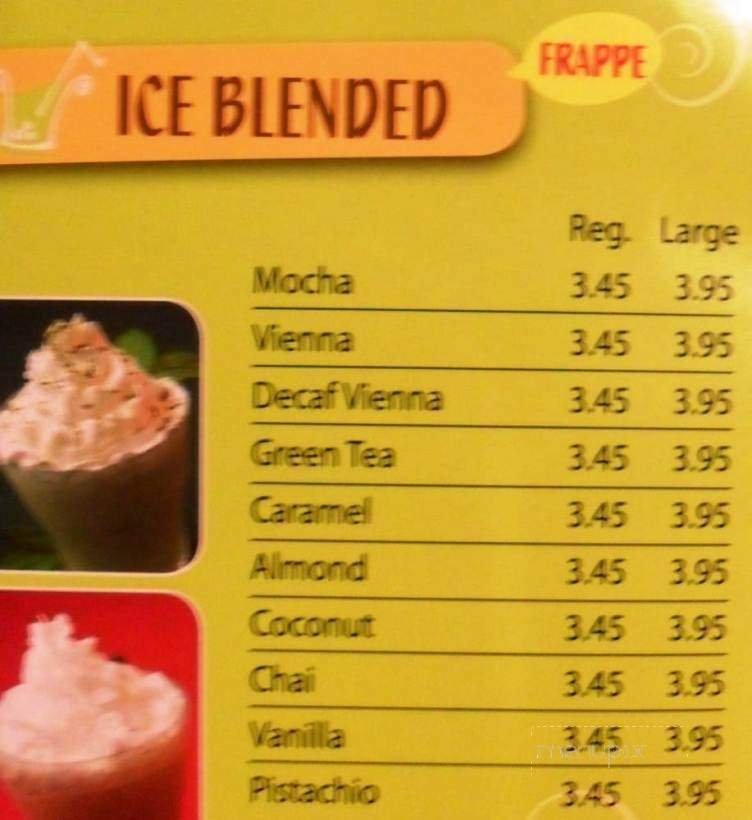 ICE BLENDED
FRAPPE
Reg. Large
Mocha 3.45 3.95
Vienna 3.45 3.95
Decaf Vienna 3.45 3.95
Green Tea 3.45 3.95
Caramel 3.45 3.95
Almond 3.45 3.95
Coconut 3.45 3.95
Chai 3.45 3.95
Vanilla 3.45 3.95
menupix
Pistachio 3.45 3.95